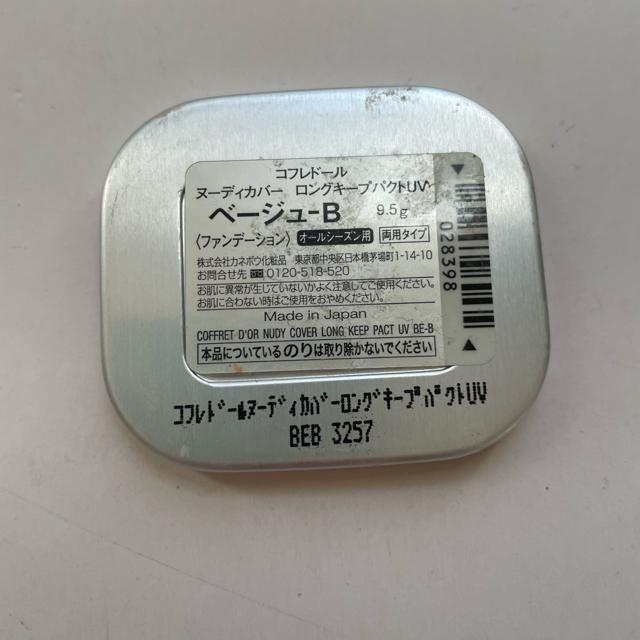 コフレドール
ヌーディカバー ロングキープパクトUV
ベージュ-B 9.5g
〈ファンデーション〉 オールシーズン用 両用タイプ
株式会社カネボウ化粧品 東京都中央区日本橋茅場町1-14-10
お問合せ先 0120-518-520
お肌に異常が生じていないかよく注意してご使用ください。
お肌に合わない時はご使用をおやめください。
Made in Japan
COFFRET D'OR NUDY COVER LONG KEEP PACT UV BE-B
本品についているのりは取り除かないでください
028398
コフレドールヌーディカバーロングキープパクトUV
BEB 3257